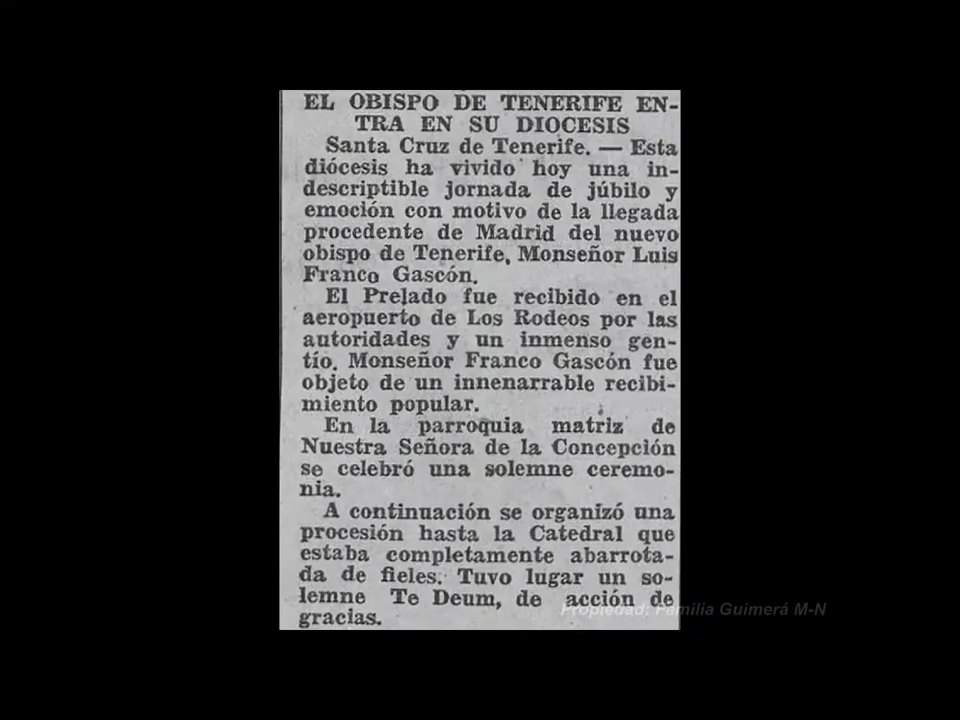 EL OBISPO DE TENERIFE EN-
TRA EN SU DIOCESIS
Santa Cruz de Tenerife. — Esta
diócesis ha vivido hoy una in-
descriptible jornada de júbilo y
emoción con motivo de la llegada
procedente de Madrid del nuevo
obispo de Tenerife, Monseñor Luis
Franco Gascón.
El Prelado fue recibido en el
aeropuerto de Los Rodeos por las
autoridades y un inmenso gen-
tío. Monseñor Franco Gascón fue
objeto de un innenarrable recibi-
miento popular.
En la parroquia matriz de
Nuestra Señora de la Concepción
se celebró una solemne ceremo-
nia.
A continuación se organizó una
procesión hasta la Catedral que
estaba completamente abarrota-
da de fieles. Tuvo lugar un so-
lemne Te Deum, de acción de
gracias.
Propiedad: Familia Guimerá M-N